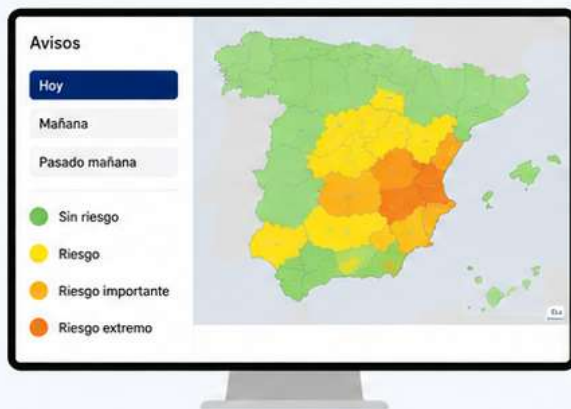 Avisos
Hoy
Mañana
Pasado mañana
Sin riesgo
Riesgo
Riesgo importante
Riesgo extremo